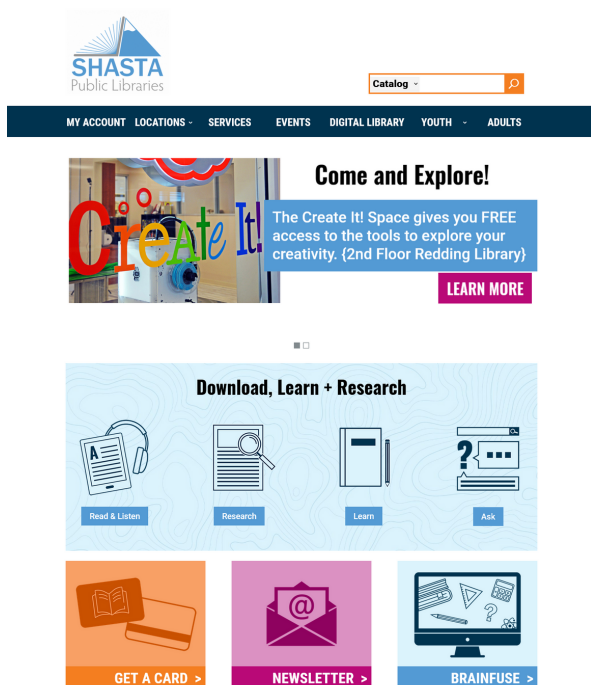 SHASTA
Public Libraries
Catalog
MY ACCOUNT LOCATIONS SERVICES EVENTS DIGITAL LIBRARY YOUTH ADULTS
Create It!
Come and Explore!
The Create It! Space gives you FREE
access to the tools to explore your
creativity. {2nd Floor Redding Library}
LEARN MORE
Download, Learn + Research
A
?
Read & Listen Research Learn Ask
@
?
GET A CARD > NEWSLETTER > BRAINFUSE >